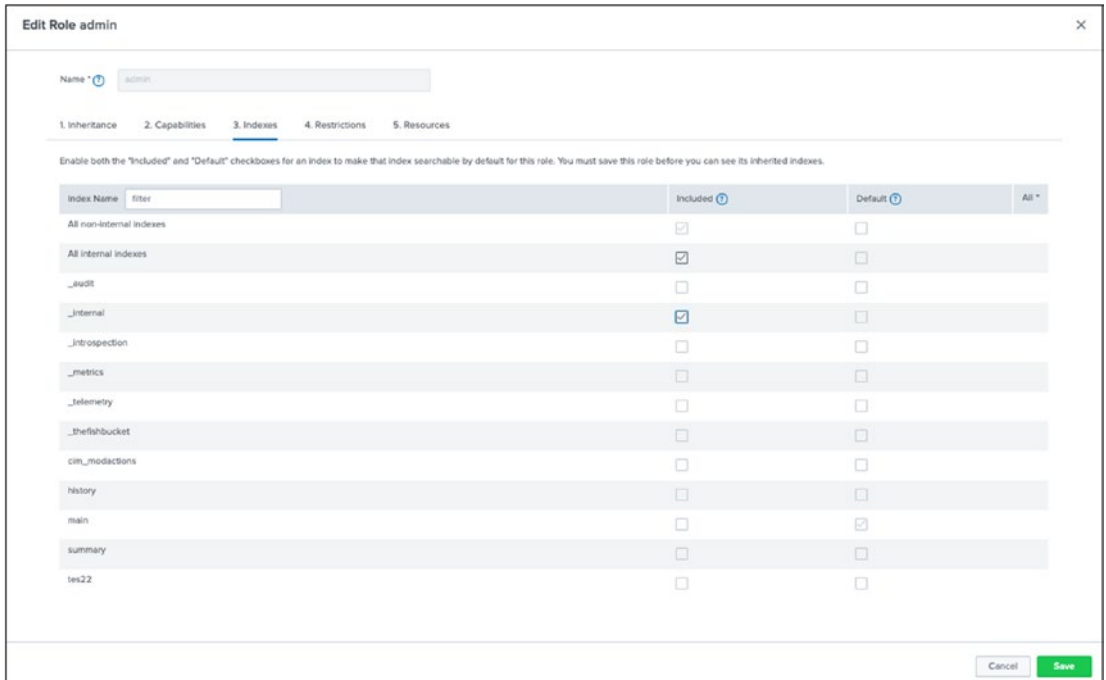 Edit Role admin
Name *
admin
1. Inheritance 2. Capabilities 3. Indexes 4. Restrictions 5. Resources
Enable both the "Included" and "Default" checkboxes for an index to make that index searchable by default for this role. You must save this role before you can see its inherited indexes.
Index Name filter Included Default All
All non-internal indexes
All internal indexes
_audit
_internal
_introspection
_metrics
_telemetry
_thefishbucket
cim_modactions
history
main
summary
tes22
Cancel Save